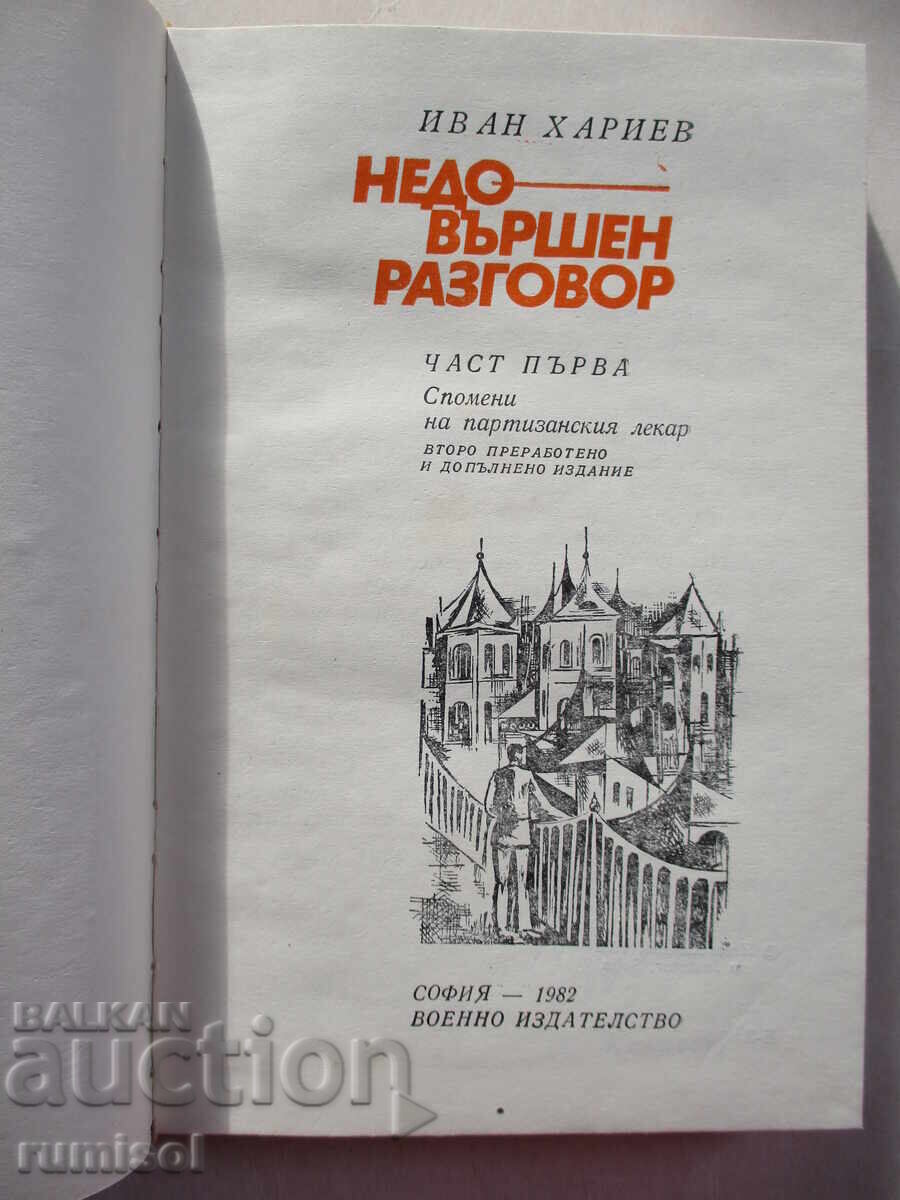 ИВАН ХАРИЕВ
НЕДО—
ВЪРШЕН
РАЗГОВОР
ЧАСТ ПЪРВА
Спомени
на партизанския лекар
ВТОРО ПРЕРАБОТЕНО
И ДОПЪЛНЕНО ИЗДАНИЕ
СОФИЯ — 1982
ВОЕННО ИЗДАТЕЛСТВО
BALKAN
auction
rumisol